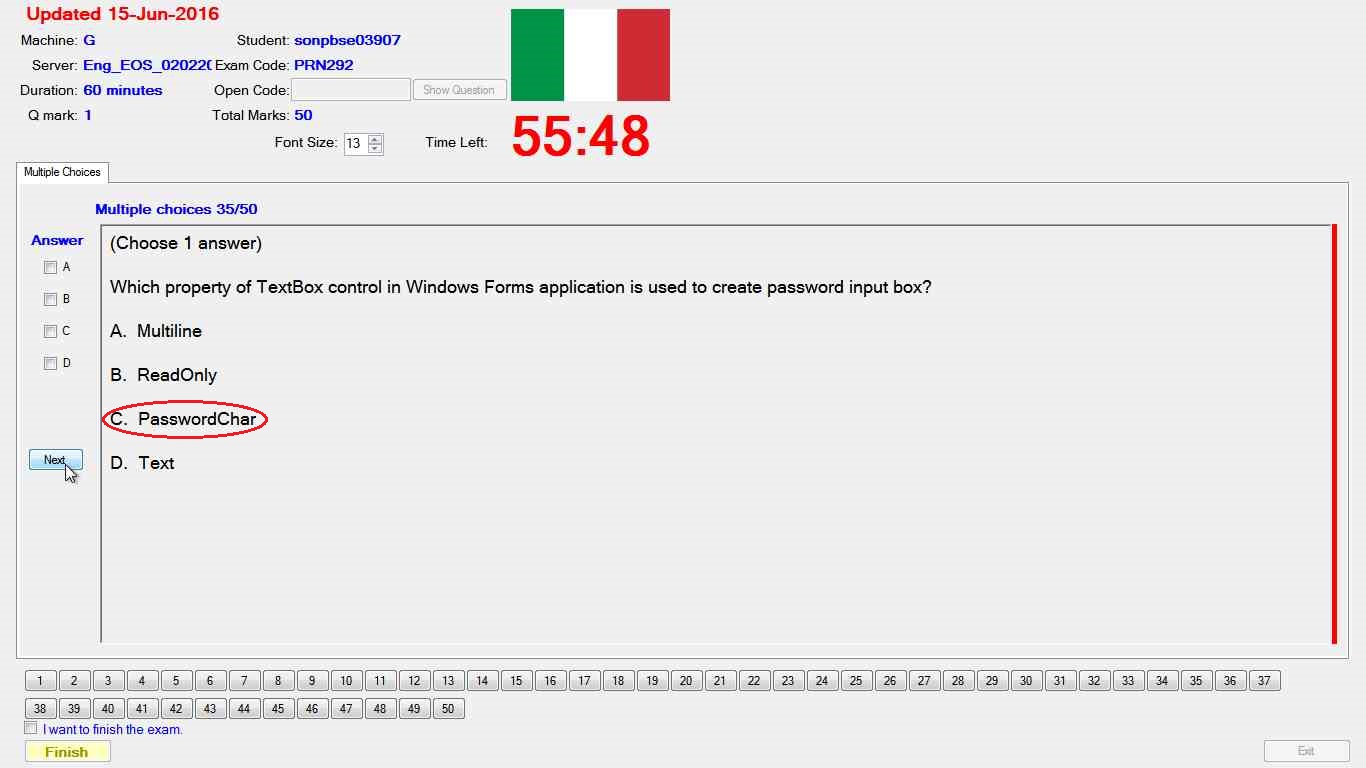 Updated 15-Jun-2016
Machine: G Student: sonpbse03907
Server: Eng_EOS_02022( Exam Code: PRN292
Duration: 60 minutes Open Code: Show Question
Q mark: 1 Total Marks: 50
Font Size: 13 Time Left: 55:48
Multiple Choices
Multiple choices 35/50
Answer
A
B
C
D
Next
(Choose 1 answer)
Which property of TextBox control in Windows Forms application is used to create password input box?
A. Multiline
B. ReadOnly
C. PasswordChar
D. Text
1 2 3 4 5 6 7 8 9 10 11 12 13 14 15 16 17 18 19 20 21 22 23 24 25 26 27 28 29 30 31 32 33 34 35 36 37
38 39 40 41 42 43 44 45 46 47 48 49 50
I want to finish the exam.
Finish Exit